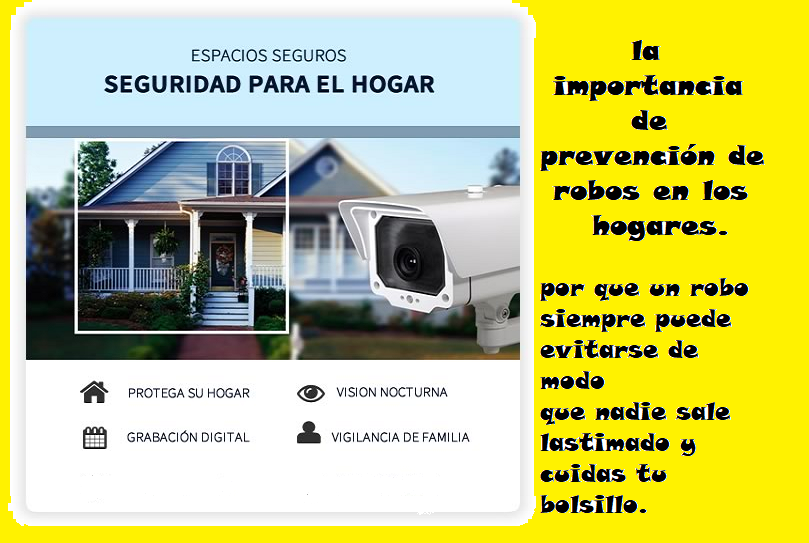 ESPACIOS SEGUROS
SEGURIDAD PARA EL HOGAR
PROTEGA SU HOGAR
VISION NOCTURNA
GRABACIÓN DIGITAL
VIGILANCIA DE FAMILIA
la
importancia
de
prevención de
robos en los
hogares.
por que un robo
siempre puede
evitarse de
modo
que nadie sale
lastimado y
cuidas tu
bolsillo.